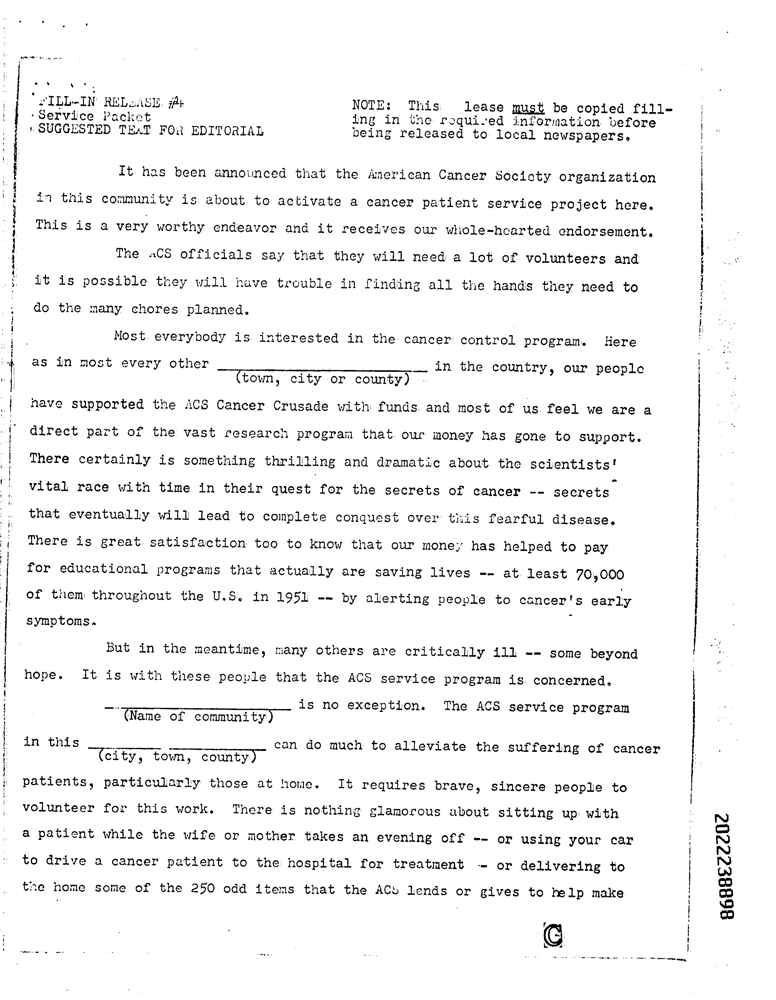 FILL-IN RELEASE #4
Service Packet
SUGGESTED TEXT FOR EDITORIAL
NOTE: This lease must be copied fill-
ing in the required information before
being released to local newspapers.
It has been announced that the American Cancer Society organization
in this community is about to activate a cancer patient service project here.
This is a very worthy endeavor and it receives our whole-hearted endorsement.
The ACS officials say that they will need a lot of volunteers and
it is possible they will have trouble in finding all the hands they need to
do the many chores planned.
Most everybody is interested in the cancer control program. Here
as in most every other ____________ in the country, our people
(town, city or county)
have supported the ACS Cancer Crusade with funds and most of us feel we are a
direct part of the vast research program that our money has gone to support.
There certainly is something thrilling and dramatic about the scientists'
vital race with time in their quest for the secrets of cancer -- secrets
that eventually will lead to complete conquest over this fearful disease.
There is great satisfaction too to know that our money has helped to pay
for educational programs that actually are saving lives -- at least 70,000
of them throughout the U.S. in 1951 -- by alerting people to cancer's early
symptoms.
But in the meantime, many others are critically ill -- some beyond
hope. It is with these people that the ACS service program is concerned.
____________ is no exception. The ACS service program
(Name of community)
in this ____________ can do much to alleviate the suffering of cancer
(city, town, county)
patients, particularly those at home. It requires brave, sincere people to
volunteer for this work. There is nothing glamorous about sitting up with
a patient while the wife or mother takes an evening off -- or using your car
to drive a cancer patient to the hospital for treatment -- or delivering to
the home some of the 250 odd items that the ACS lends or gives to help make
2022238898